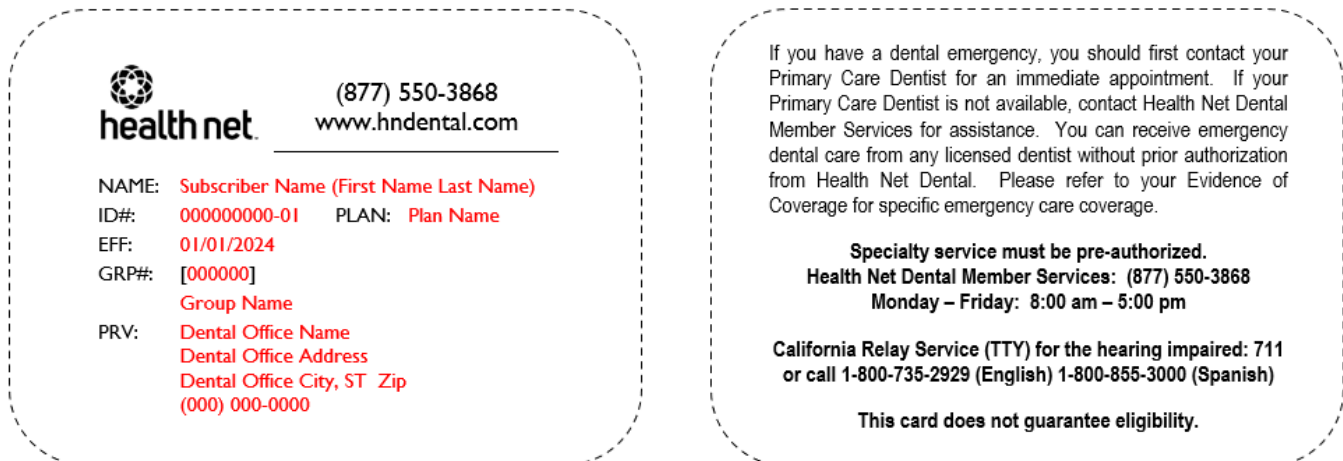 health net.
(877) 550-3868
www.hndental.com
NAME: Subscriber Name (First Name Last Name)
ID#: 000000000-01 PLAN: Plan Name
EFF: 01/01/2024
GRP#: [000000]
Group Name
PRV: Dental Office Name
Dental Office Address
Dental Office City, ST Zip
(000) 000-0000
If you have a dental emergency, you should first contact your
Primary Care Dentist for an immediate appointment. If your
Primary Care Dentist is not available, contact Health Net Dental
Member Services for assistance. You can receive emergency
dental care from any licensed dentist without prior authorization
from Health Net Dental. Please refer to your Evidence of
Coverage for specific emergency care coverage.
Specialty service must be pre-authorized.
Health Net Dental Member Services: (877) 550-3868
Monday – Friday: 8:00 am – 5:00 pm
California Relay Service (TTY) for the hearing impaired: 711
or call 1-800-735-2929 (English) 1-800-855-3000 (Spanish)
This card does not guarantee eligibility.